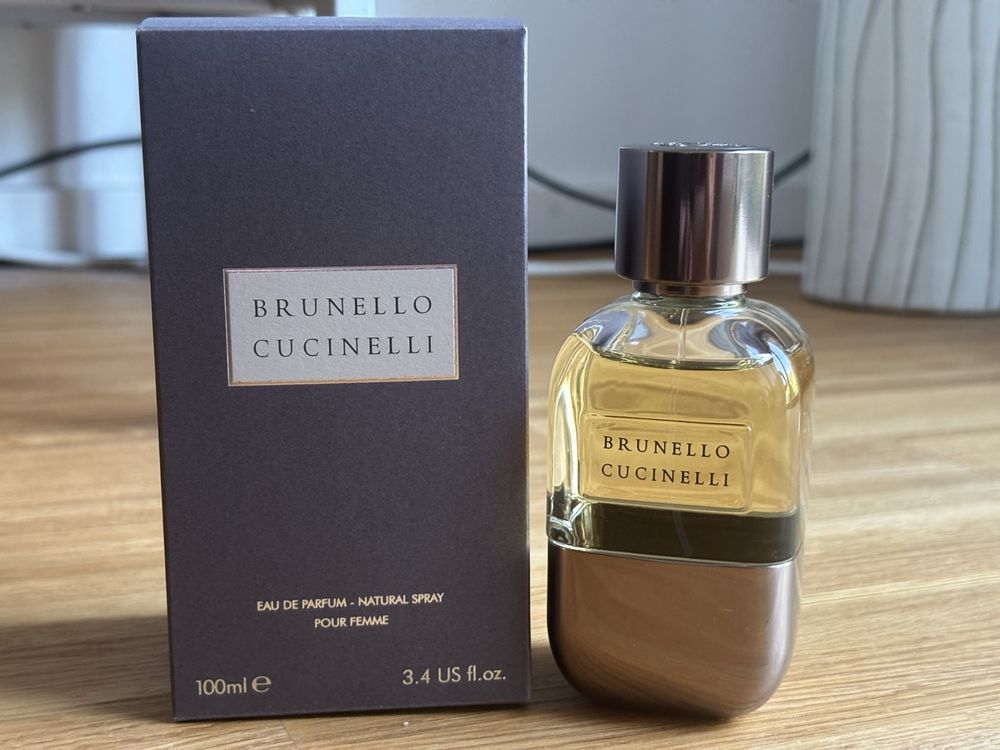 BRUNELLO
CUCINELLI
EAU DE PARFUM - NATURAL SPRAY
POUR FEMME
100ml ℮
3.4 US fl.oz.
BRUNELLO
CUCINELLI